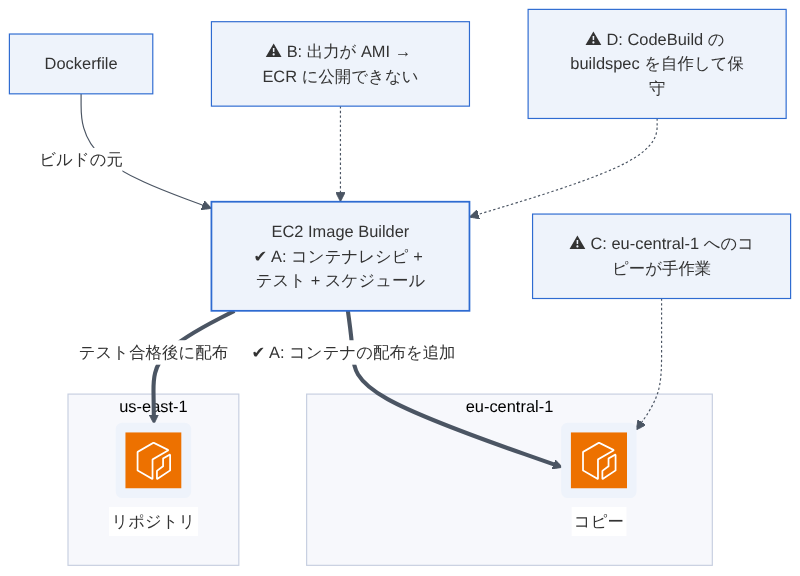 Dockerfile
⚠ B: 出力が AMI →
ECR に公開できない
⚠ D: CodeBuild の
buildspec を自作して保
守
ビルドの元
EC2 Image Builder
✔ A: コンテナレシピ +
テスト + スケジュール
⚠ C: eu-central-1 へのコ
ピーが手作業
テスト合格後に配布
✔ A: コンテナの配布を追加
us-east-1
eu-central-1
リポジトリ
コピー